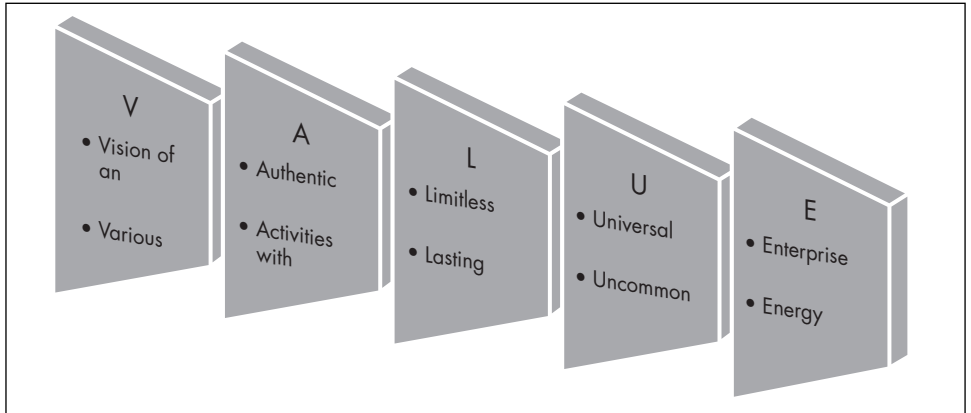 V
• Vision of
an
• Various
A
• Authentic
• Activities
with
L
• Limitless
• Lasting
U
• Universal
• Uncommon
E
• Enterprise
• Energy